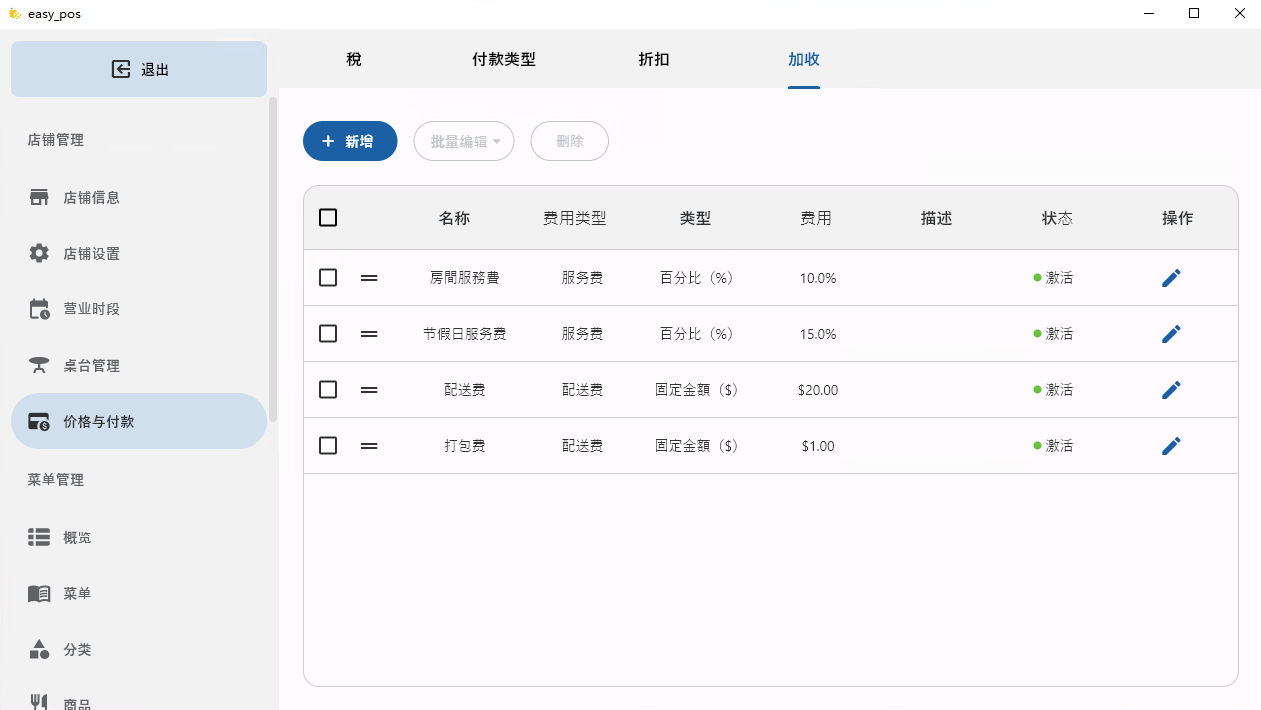 easy_pos
退出
税 付款类型 折扣 加收
店铺管理
新增 批量编辑 删除
店铺信息
名称 费用类型 类型 费用 描述 状态 操作
店铺设置
房間服務費 服务费 百分比（%） 10.0% 激活
营业时段
节假日服务费 服务费 百分比（%） 15.0% 激活
桌台管理
配送费 配送费 固定金額（$） $20.00 激活
价格与付款
打包费 配送费 固定金額（$） $1.00 激活
菜单管理
概览
菜单
分类
商品